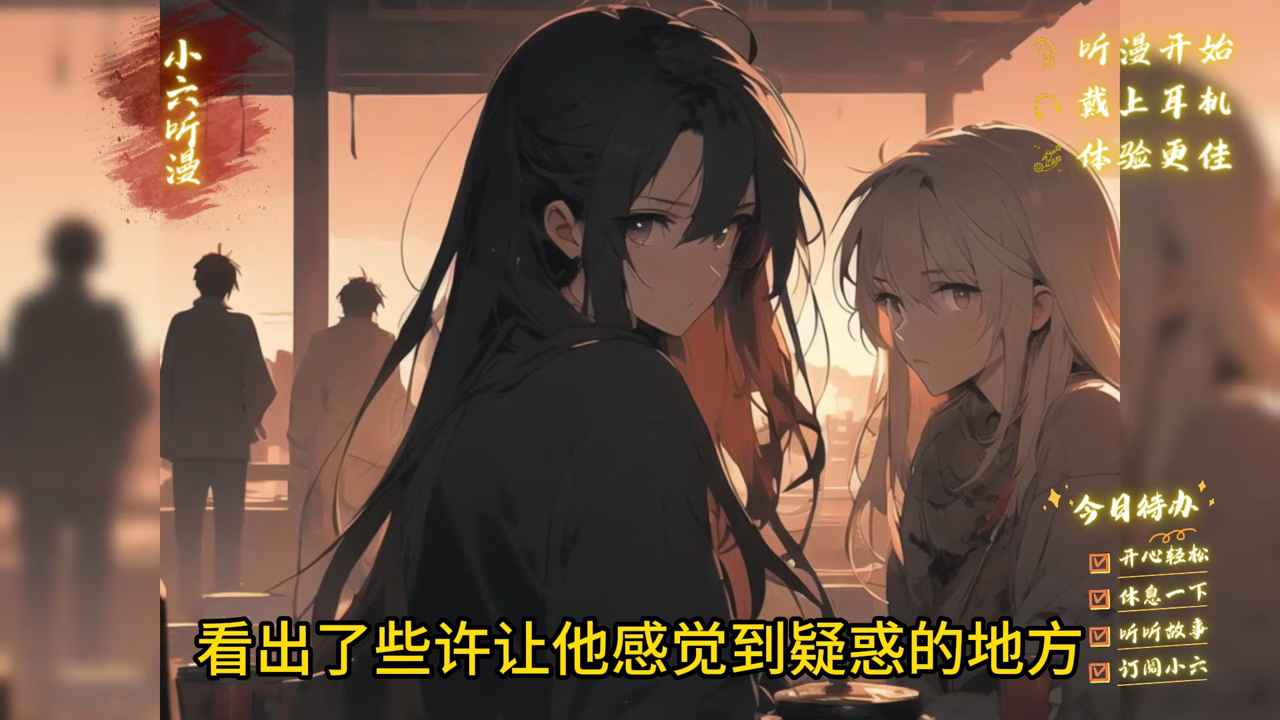 小六听漫
听漫开始
戴上耳机
体验更佳
今日待办
开心轻松
休息一下
听听故事
订阅小六
看出了些许让他感觉到疑惑的地方